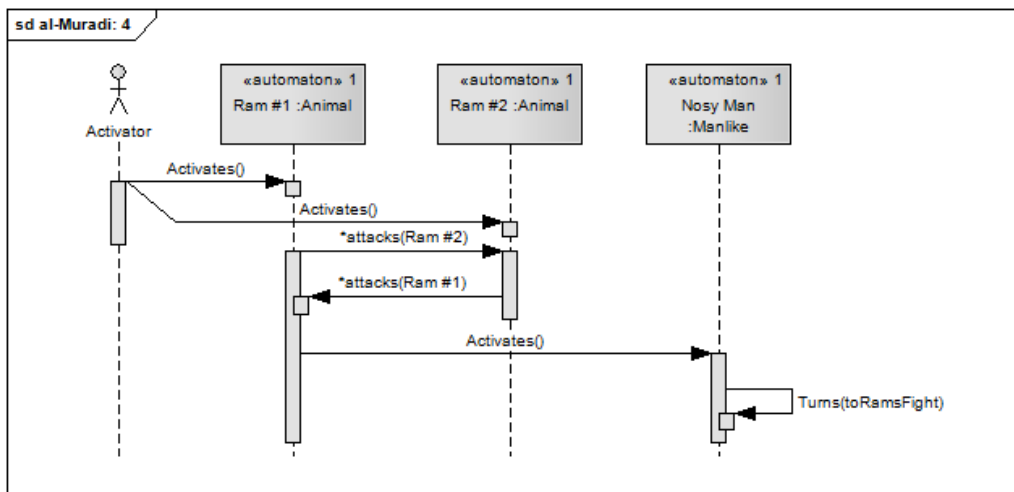 sd al-Muradi: 4
Activator
«automaton» 1
Ram #1 :Animal
«automaton» 1
Ram #2 :Animal
«automaton» 1
Nosy Man
:Manlike
Activates()
Activates()
*attacks(Ram #2)
*attacks(Ram #1)
Activates()
Turns(toRamsFight)